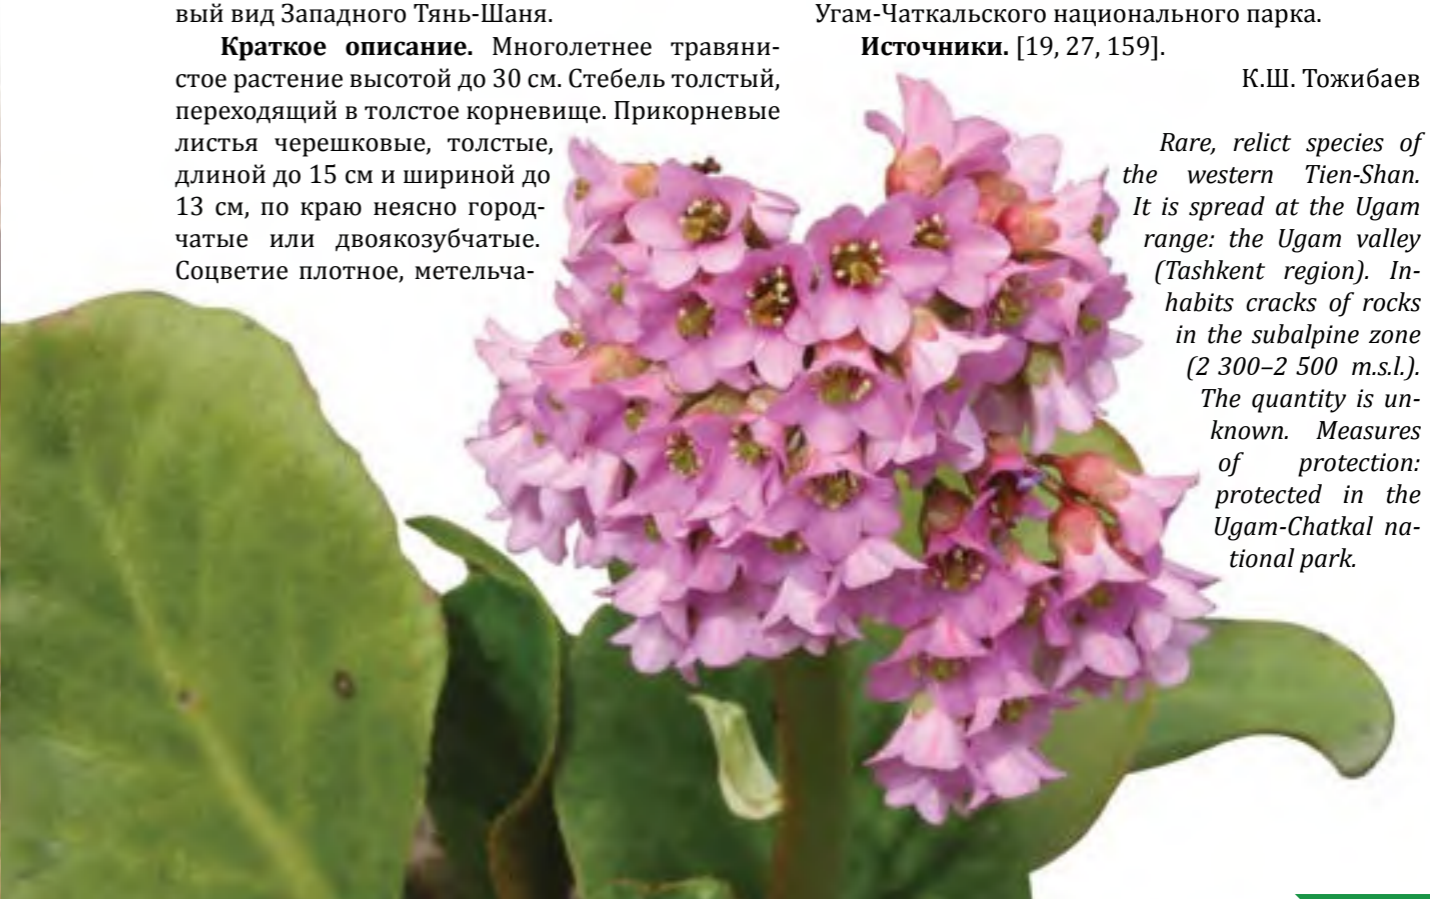 вый вид Западного Тянь-Шаня.
Краткое описание. Многолетнее травяни-
стое растение высотой до 30 см. Стебель толстый,
переходящий в толстое корневище. Прикорневые
листья черешковые, толстые,
длиной до 15 см и шириной до
13 см, по краю неясно город-
чатые или двоякозубчатые.
Соцветие плотное, метельча-
Угам-Чаткальского национального парка.
Источники. [19, 27, 159].
К.Ш. Тожибаев
Rare, relict species of
the western Tien-Shan.
It is spread at the Ugam
range: the Ugam valley
(Tashkent region). In-
habits cracks of rocks
in the subalpine zone
(2 300–2 500 m.s.l.).
The quantity is un-
known. Measures
of protection:
protected in the
Ugam-Chatkal na-
tional park.